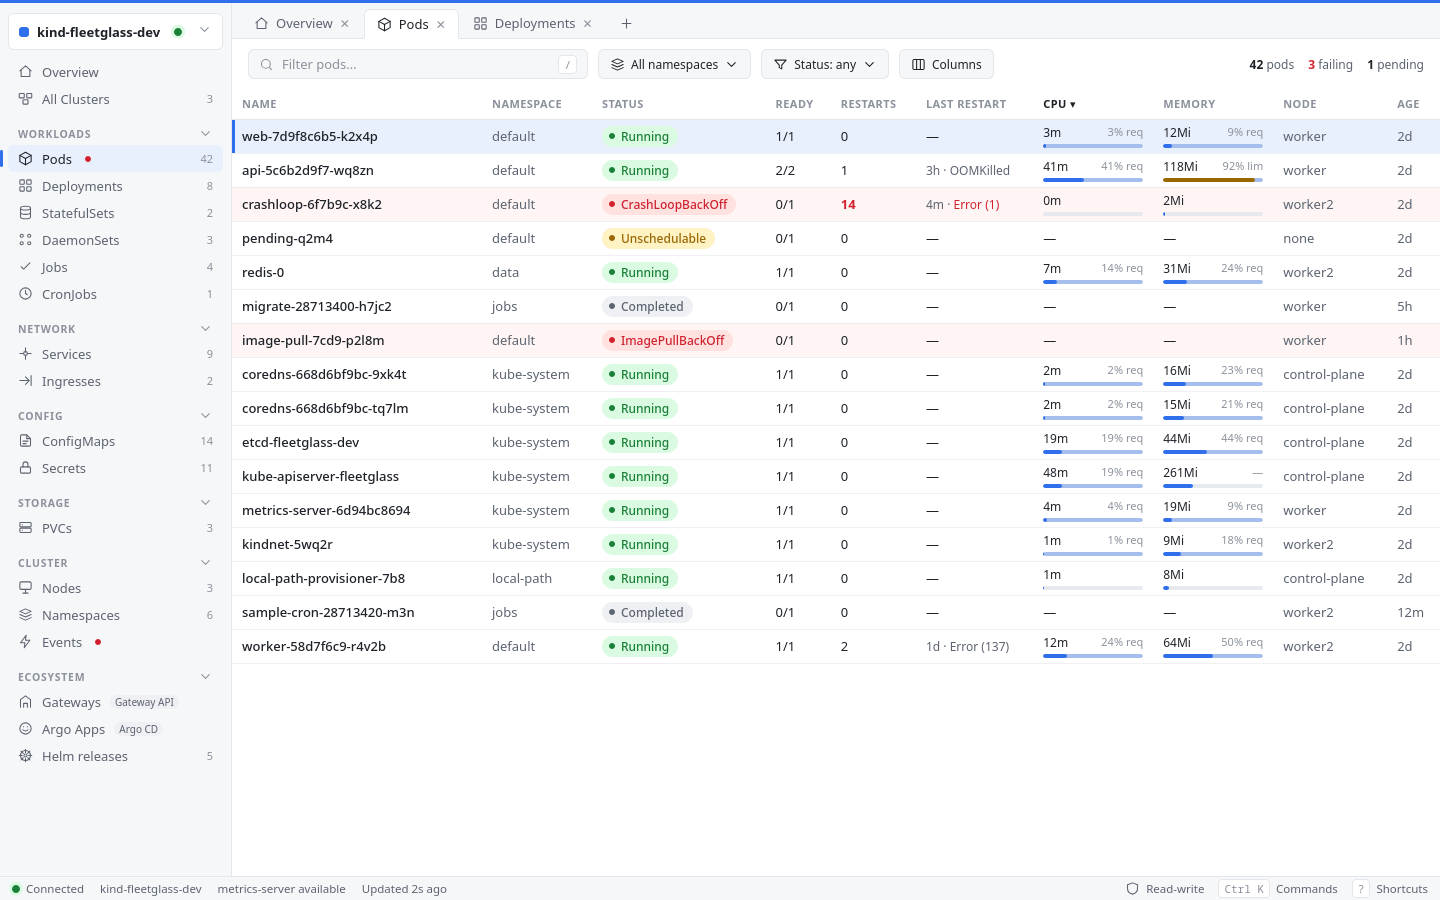 kind-fleetglass-dev
Overview
All Clusters 3
WORKLOADS
Pods 42
Deployments 8
StatefulSets 2
DaemonSets 3
Jobs 4
CronJobs 1
NETWORK
Services 9
Ingresses 2
CONFIG
ConfigMaps 14
Secrets 11
STORAGE
PVCs 3
CLUSTER
Nodes 3
Namespaces 6
Events
ECOSYSTEM
Gateways Gateway API
Argo Apps Argo CD
Helm releases 5
Overview × Pods × Deployments × +
Filter pods... / All namespaces Status: any Columns 42 pods 3 failing 1 pending
NAME NAMESPACE STATUS READY RESTARTS LAST RESTART CPU ▾ MEMORY NODE AGE
web-7d9f8c6b5-k2x4p default Running 1/1 0 — 3m 3% req 12Mi 9% req worker 2d
api-5c6b2d9f7-wq8zn default Running 2/2 1 3h · OOMKilled 41m 41% req 118Mi 92% lim worker 2d
crashloop-6f7b9c-x8k2 default CrashLoopBackOff 0/1 14 4m · Error (1) 0m 2Mi worker2 2d
pending-q2m4 default Unschedulable 0/1 0 — — — none 2d
redis-0 data Running 1/1 0 — 7m 14% req 31Mi 24% req worker2 2d
migrate-28713400-h7jc2 jobs Completed 0/1 0 — — — worker 5h
image-pull-7cd9-p2l8m default ImagePullBackOff 0/1 0 — — — worker 1h
coredns-668d6bf9bc-9xk4t kube-system Running 1/1 0 — 2m 2% req 16Mi 23% req control-plane 2d
coredns-668d6bf9bc-tq7lm kube-system Running 1/1 0 — 2m 2% req 15Mi 21% req control-plane 2d
etcd-fleetglass-dev kube-system Running 1/1 0 — 19m 19% req 44Mi 44% req control-plane 2d
kube-apiserver-fleetglass kube-system Running 1/1 0 — 48m 19% req 261Mi — control-plane 2d
metrics-server-6d94bc8694 kube-system Running 1/1 0 — 4m 4% req 19Mi 9% req worker 2d
kindnet-5wq2r kube-system Running 1/1 0 — 1m 1% req 9Mi 18% req worker2 2d
local-path-provisioner-7b8 local-path Running 1/1 0 — 1m 8Mi control-plane 2d
sample-cron-28713420-m3n jobs Completed 0/1 0 — — — worker2 12m
worker-58d7f6c9-r4v2b default Running 1/1 2 1d · Error (137) 12m 24% req 64Mi 50% req worker2 2d
Connected kind-fleetglass-dev metrics-server available Updated 2s ago Read-write Ctrl K Commands ? Shortcuts